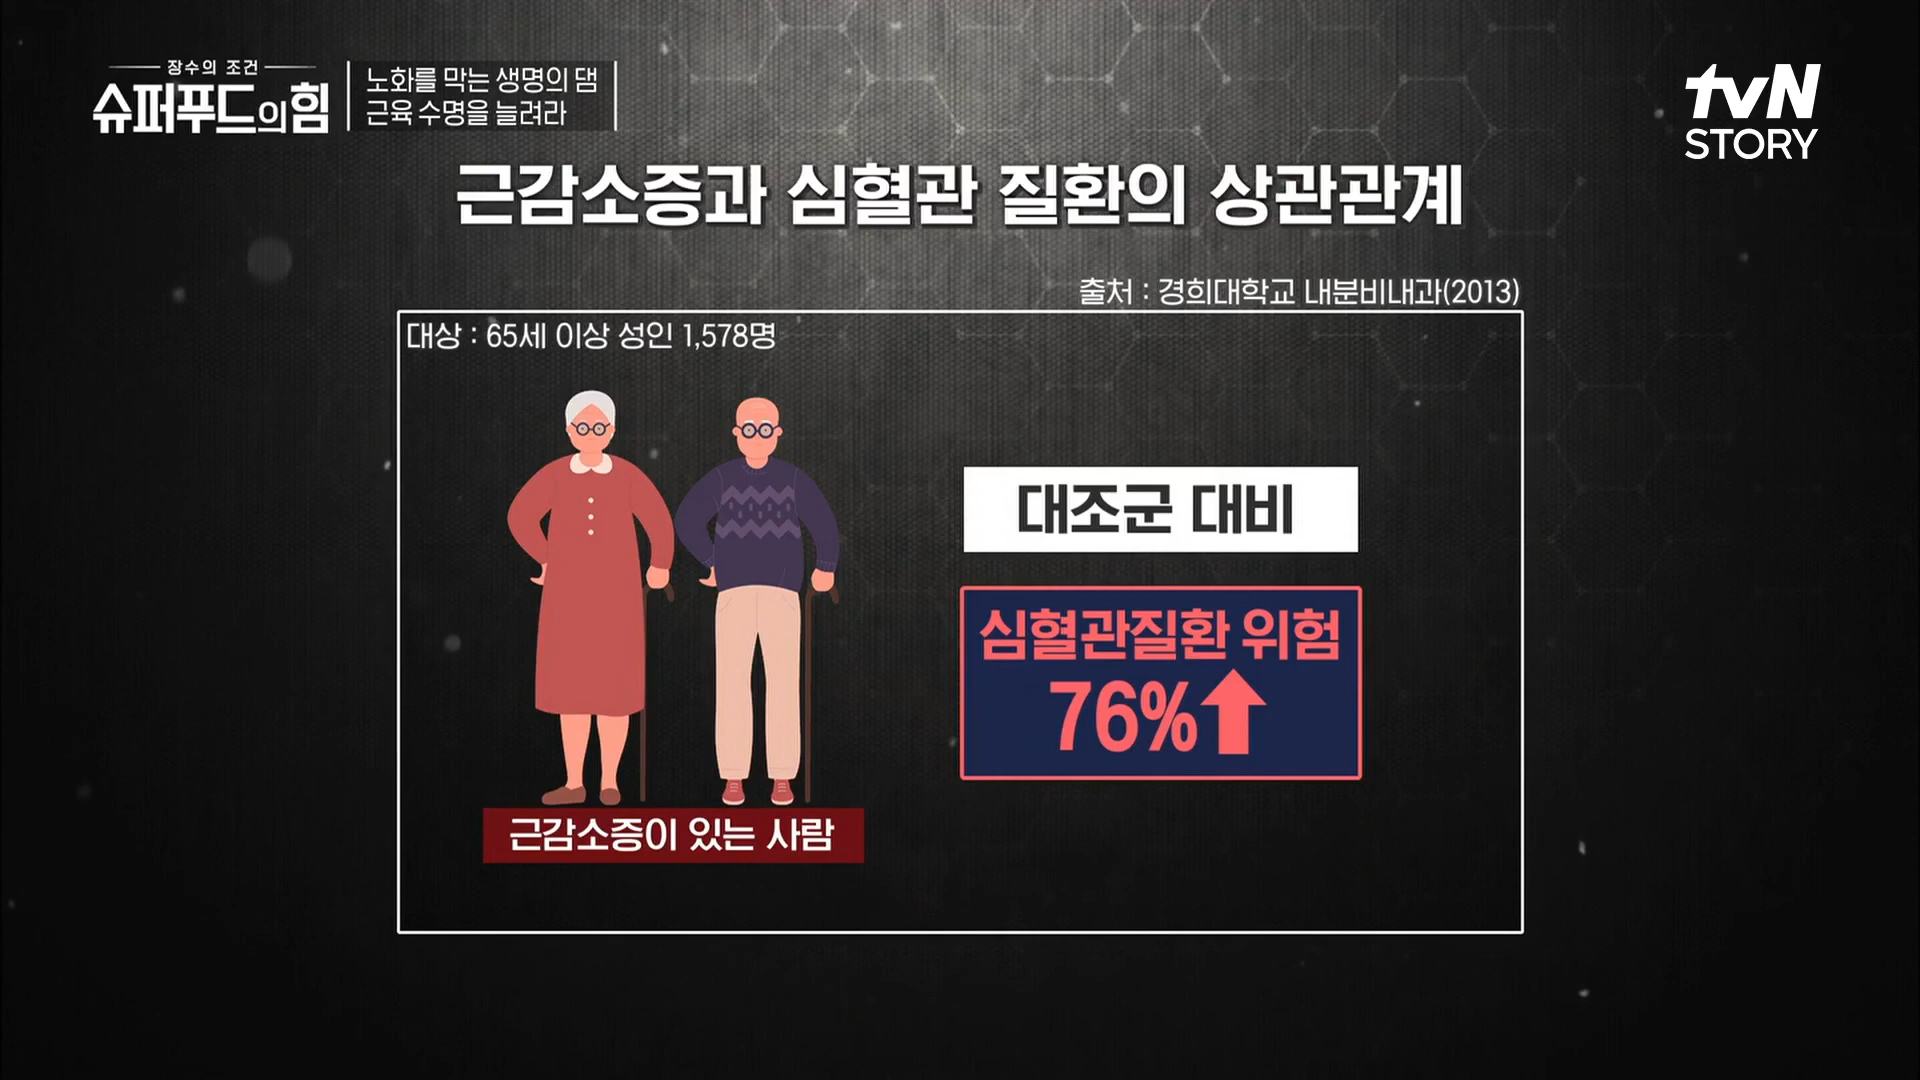 장수의 조건
슈퍼푸드의 힘
노화를 막는 생명의 댐
근육 수명을 늘려라
tvN
STORY
근감소증과 심혈관 질환의 상관관계
출처 : 경희대학교 내분비내과(2013)
대상 : 65세 이상 성인 1,578명
대조군 대비
심혈관질환 위험
76%
근감소증이 있는 사람